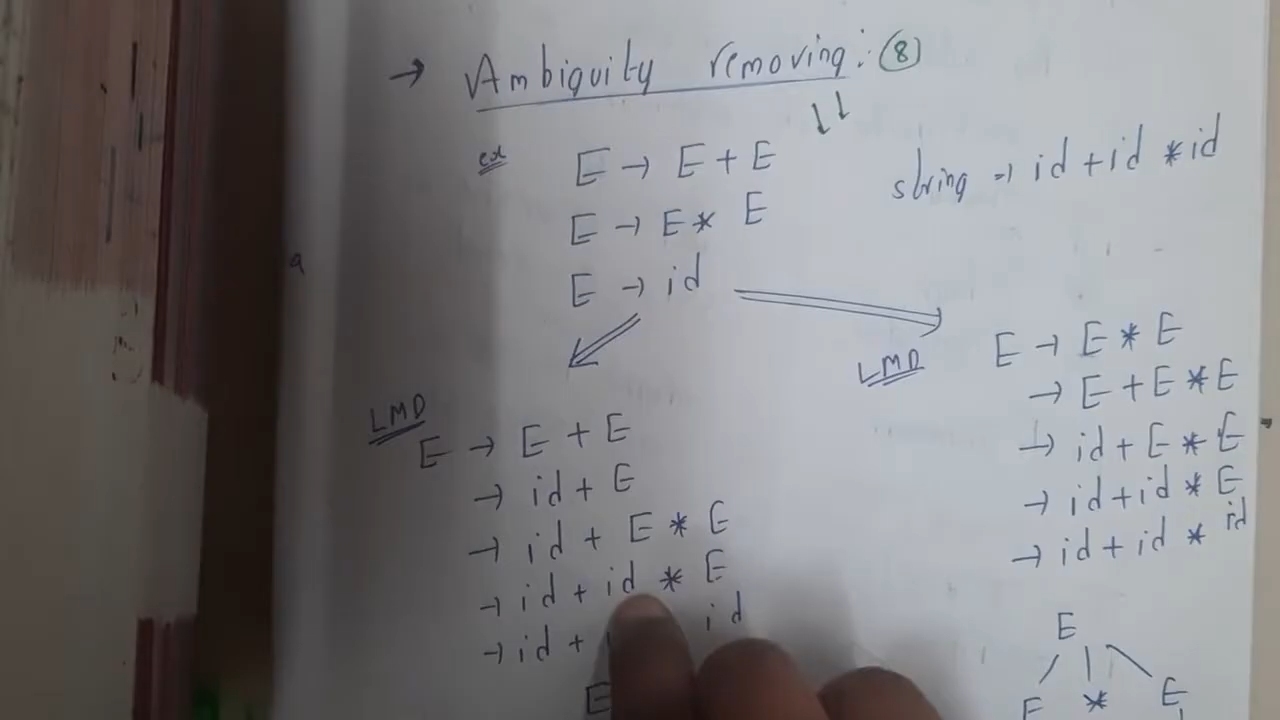 → Ambiguity removing: (8)
ex E → E + E
string → id + id * id
E → E * E
E → id
LMD
E → E + E
→ id + E
→ id + E * E
→ id + id * E
→ id + id
LMD
E → E * E
→ E + E * E
→ id + E * E
→ id + id * E
→ id + id * id
E
E * E
E
a